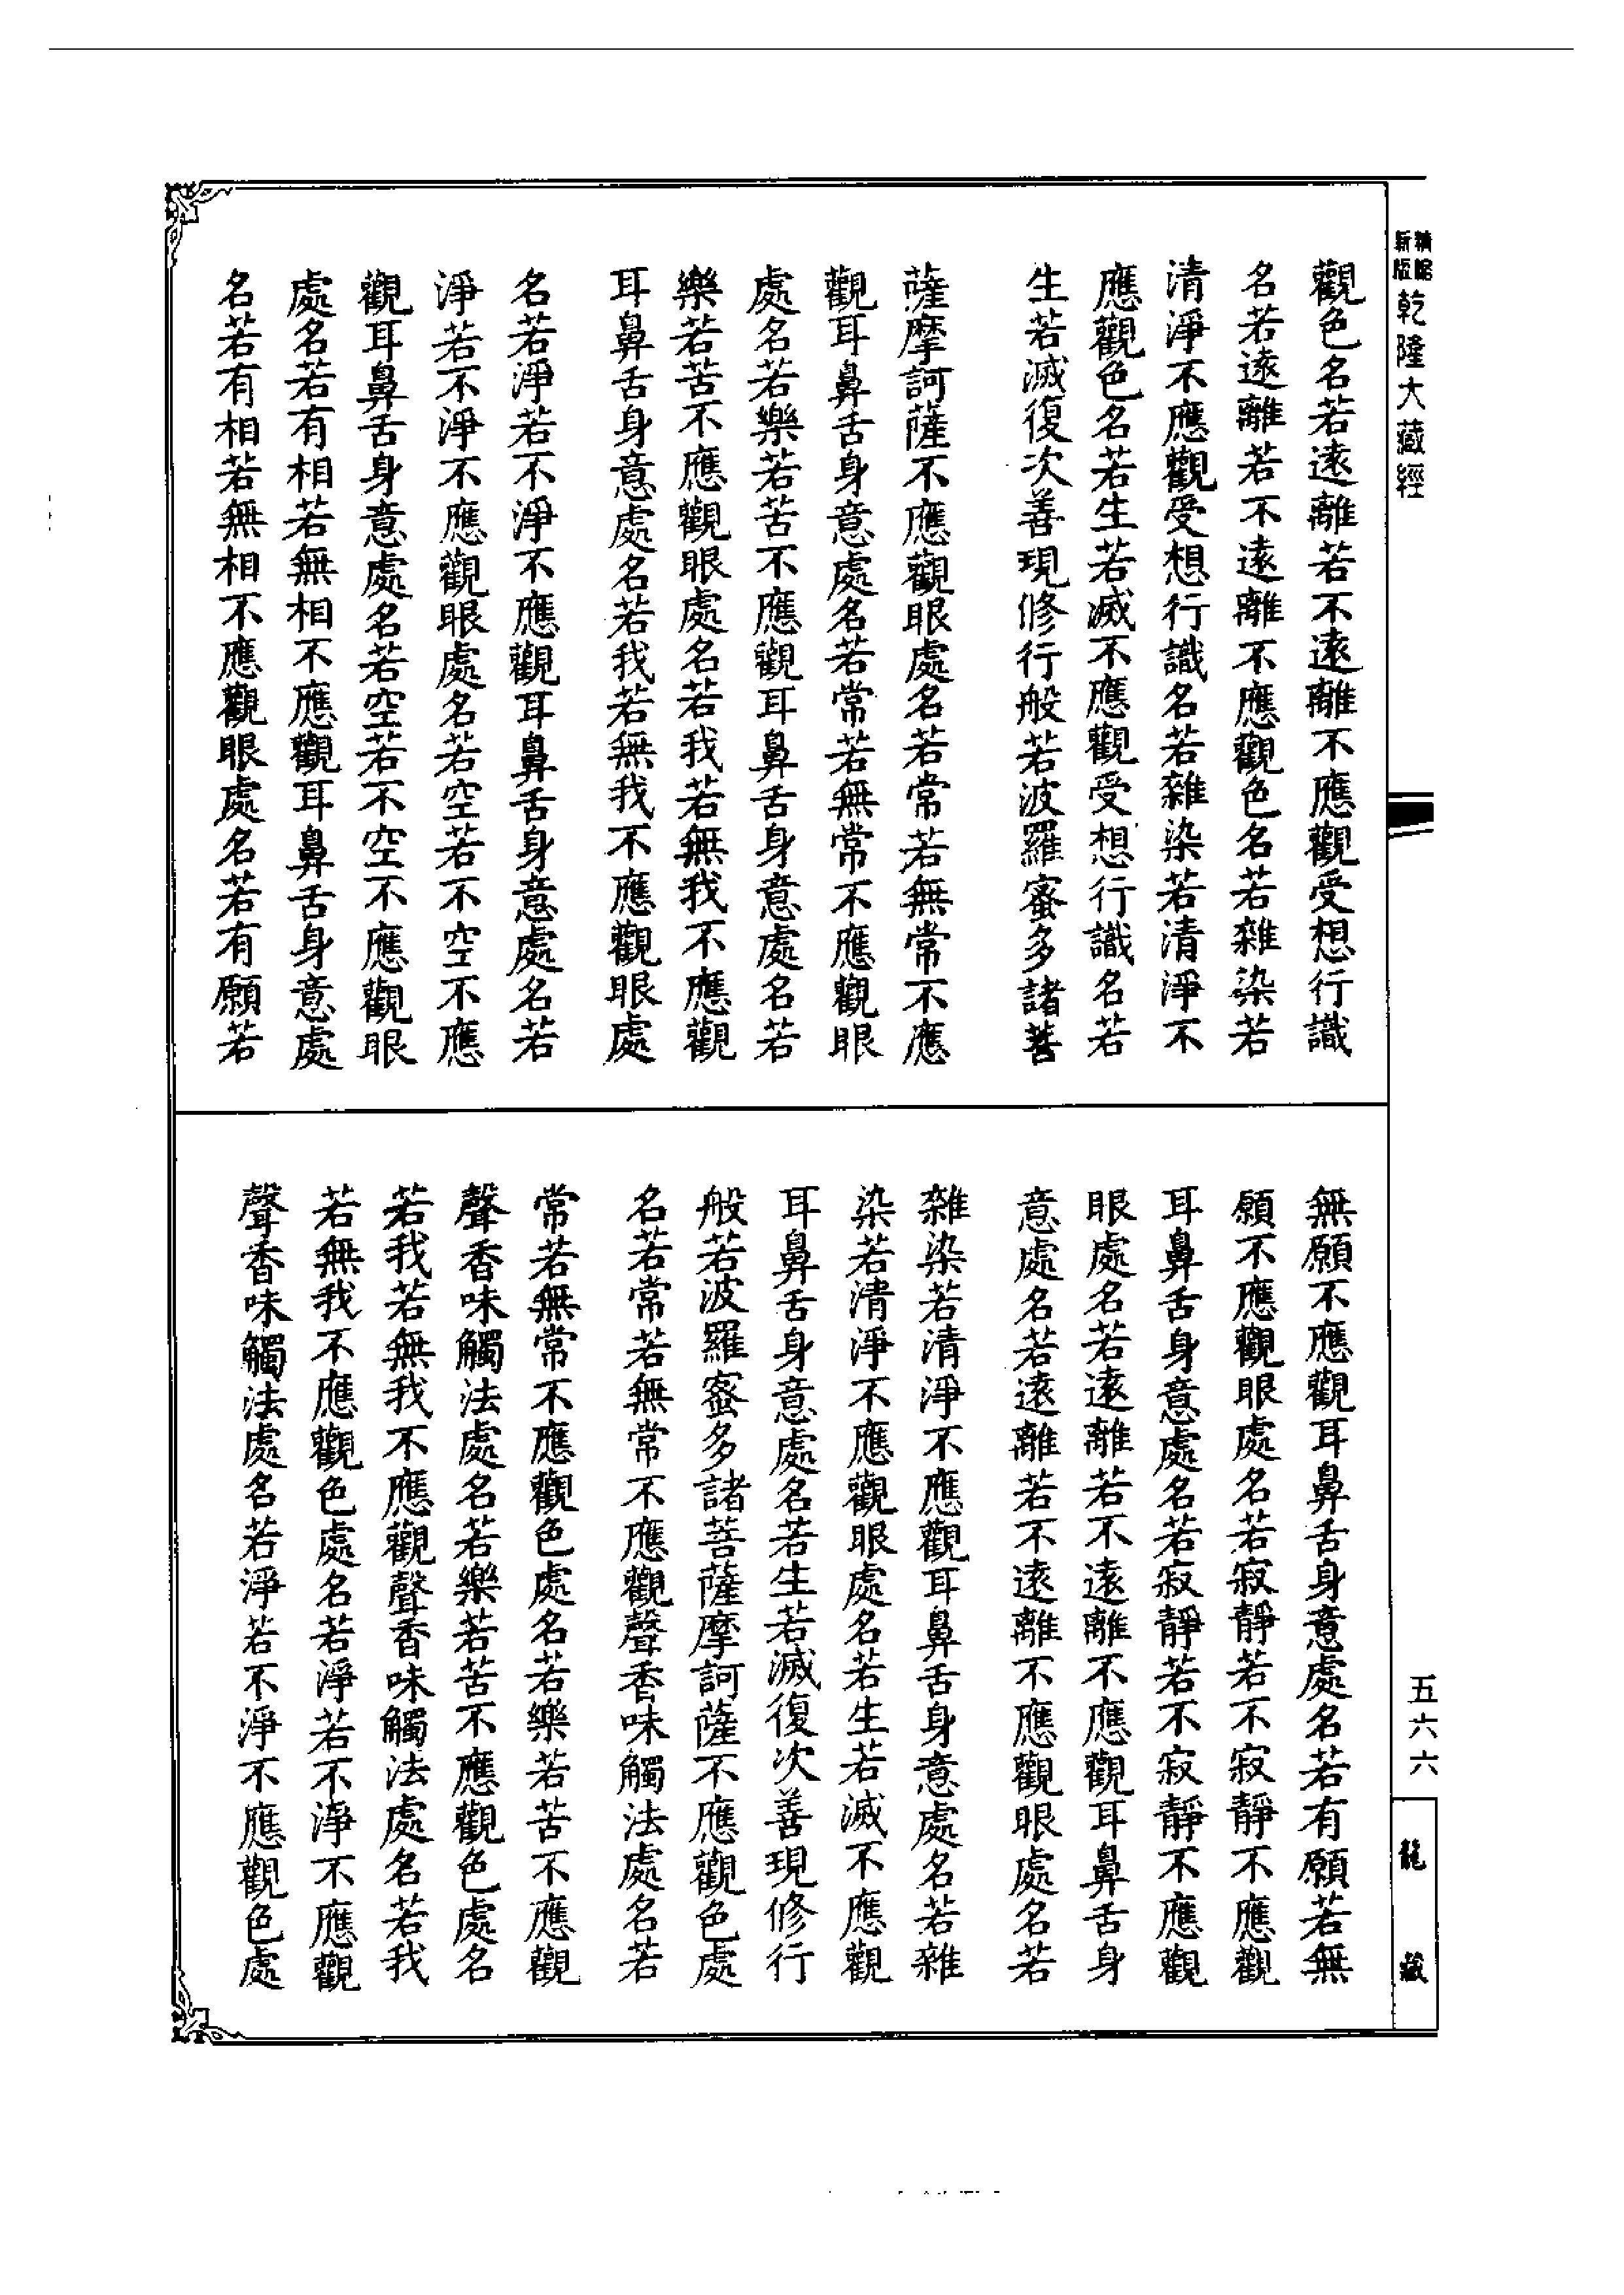 精縮新版乾隆大藏經
觀色名若遠離若不遠離不應觀受想行識
名若遠離若不遠離不應觀色名若雜染若
清淨不應觀受想行識名若雜染若清淨不
應觀色名若生若滅不應觀受想行識名若
生若滅復次善現修行般若波羅蜜多諸菩
薩摩訶薩不應觀眼處名若常若無常不應
觀耳鼻舌身意處名若常若無常不應觀眼
處名若樂若苦不應觀耳鼻舌身意處名若
樂若苦不應觀眼處名若我若無我不應觀
耳鼻舌身意處名若我若無我不應觀眼處
名若淨若不淨不應觀耳鼻舌身意處名若
淨若不淨不應觀眼處名若空若不空不應
觀耳鼻舌身意處名若空若不空不應觀眼
處名若有相若無相不應觀耳鼻舌身意處
名若有相若無相不應觀眼處名若有願若
無願不應觀耳鼻舌身意處名若有願若無
願不應觀眼處名若寂靜若不寂靜不應觀
耳鼻舌身意處名若寂靜若不寂靜不應觀
眼處名若遠離若不遠離不應觀耳鼻舌身
意處名若遠離若不遠離不應觀眼處名若
雜染若清淨不應觀耳鼻舌身意處名若雜
染若清淨不應觀眼處名若生若滅不應觀
耳鼻舌身意處名若生若滅復次善現修行
般若波羅蜜多諸菩薩摩訶薩不應觀色處
名若常若無常不應觀聲香味觸法處名若
常若無常不應觀色處名若樂若苦不應觀
聲香味觸法處名若樂若苦不應觀色處名
若我若無我不應觀聲香味觸法處名若我
若無我不應觀色處名若淨若不淨不應觀
聲香味觸法處名若淨若不淨不應觀色處
五六六
龍藏